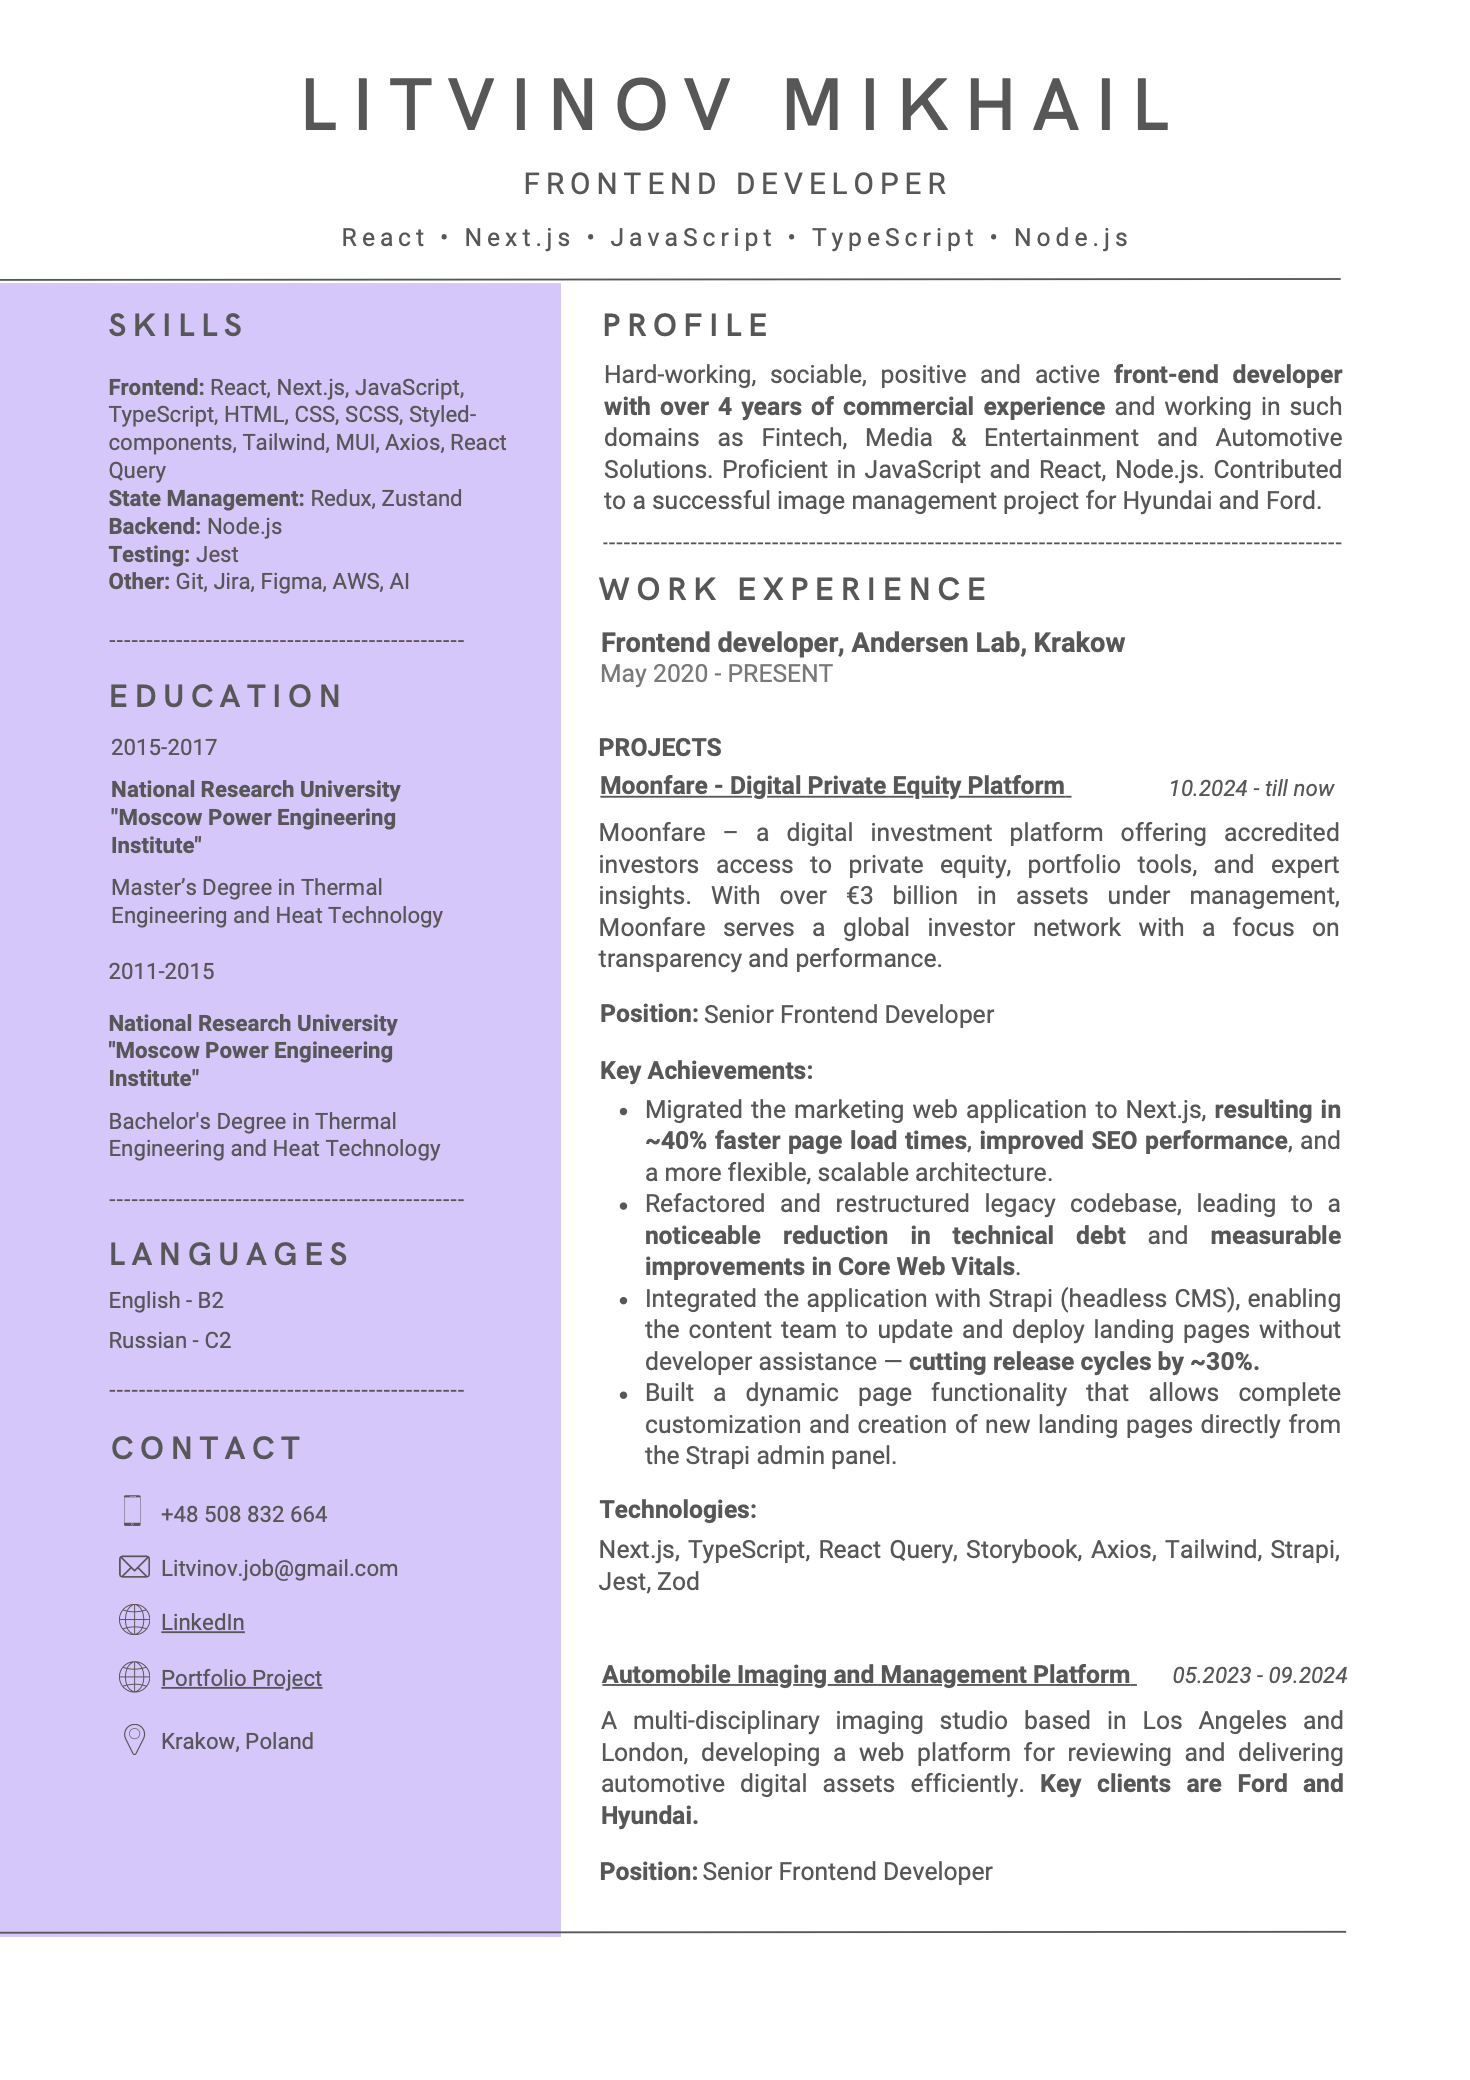 LITVINOV MIKHAIL
FRONTEND DEVELOPER
React • Next.js • JavaScript • TypeScript • Node.js
SKILLS
Frontend: React, Next.js, JavaScript,
TypeScript, HTML, CSS, SCSS, Styled-
components, Tailwind, MUI, Axios, React
Query
State Management: Redux, Zustand
Backend: Node.js
Testing: Jest
Other: Git, Jira, Figma, AWS, AI
EDUCATION
2015-2017
National Research University
"Moscow Power Engineering
Institute"
Master’s Degree in Thermal
Engineering and Heat Technology
2011-2015
National Research University
"Moscow Power Engineering
Institute"
Bachelor's Degree in Thermal
Engineering and Heat Technology
LANGUAGES
English - B2
Russian - C2
CONTACT
+48 508 832 664
Litvinov.job@gmail.com
LinkedIn
Portfolio Project
Krakow, Poland
PROFILE
Hard-working, sociable, positive and active front-end developer
with over 4 years of commercial experience and working in such
domains as Fintech, Media & Entertainment and Automotive
Solutions. Proficient in JavaScript and React, Node.js. Contributed
to a successful image management project for Hyundai and Ford.
WORK EXPERIENCE
Frontend developer, Andersen Lab, Krakow
May 2020 - PRESENT
PROJECTS
Moonfare - Digital Private Equity Platform 10.2024 - till now
Moonfare – a digital investment platform offering accredited
investors access to private equity, portfolio tools, and expert
insights. With over €3 billion in assets under management,
Moonfare serves a global investor network with a focus on
transparency and performance.
Position: Senior Frontend Developer
Key Achievements:
• Migrated the marketing web application to Next.js, resulting in
~40% faster page load times, improved SEO performance, and
a more flexible, scalable architecture.
• Refactored and restructured legacy codebase, leading to a
noticeable reduction in technical debt and measurable
improvements in Core Web Vitals.
• Integrated the application with Strapi (headless CMS), enabling
the content team to update and deploy landing pages without
developer assistance — cutting release cycles by ~30%.
• Built a dynamic page functionality that allows complete
customization and creation of new landing pages directly from
the Strapi admin panel.
Technologies:
Next.js, TypeScript, React Query, Storybook, Axios, Tailwind, Strapi,
Jest, Zod
Automobile Imaging and Management Platform 05.2023 - 09.2024
A multi-disciplinary imaging studio based in Los Angeles and
London, developing a web platform for reviewing and delivering
automotive digital assets efficiently. Key clients are Ford and
Hyundai.
Position: Senior Frontend Developer